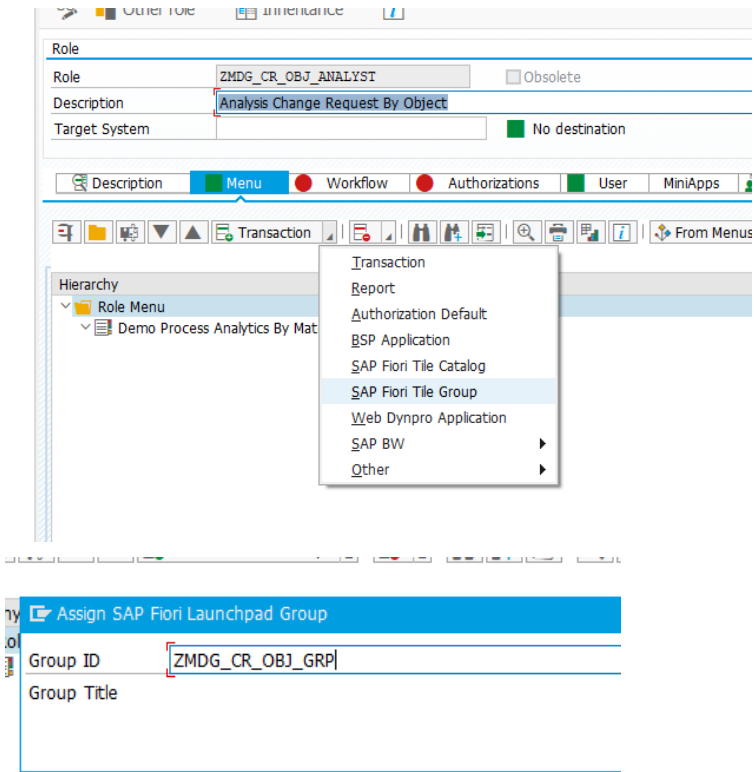 Other role Inheritance i
Role
Role ZMDG_CR_OBJ_ANALYST Obsolete
Description Analysis Change Request By Object
Target System No destination
Description Menu Workflow Authorizations User MiniApps
Transaction i From Menus
Transaction
Hierarchy
Report
Role Menu
Authorization Default
Demo Process Analytics By Mat
BSP Application
SAP Fiori Tile Catalog
SAP Fiori Tile Group
Web Dynpro Application
SAP BW
Other
Assign SAP Fiori Launchpad Group
Group ID ZMDG_CR_OBJ_GRP
Group Title